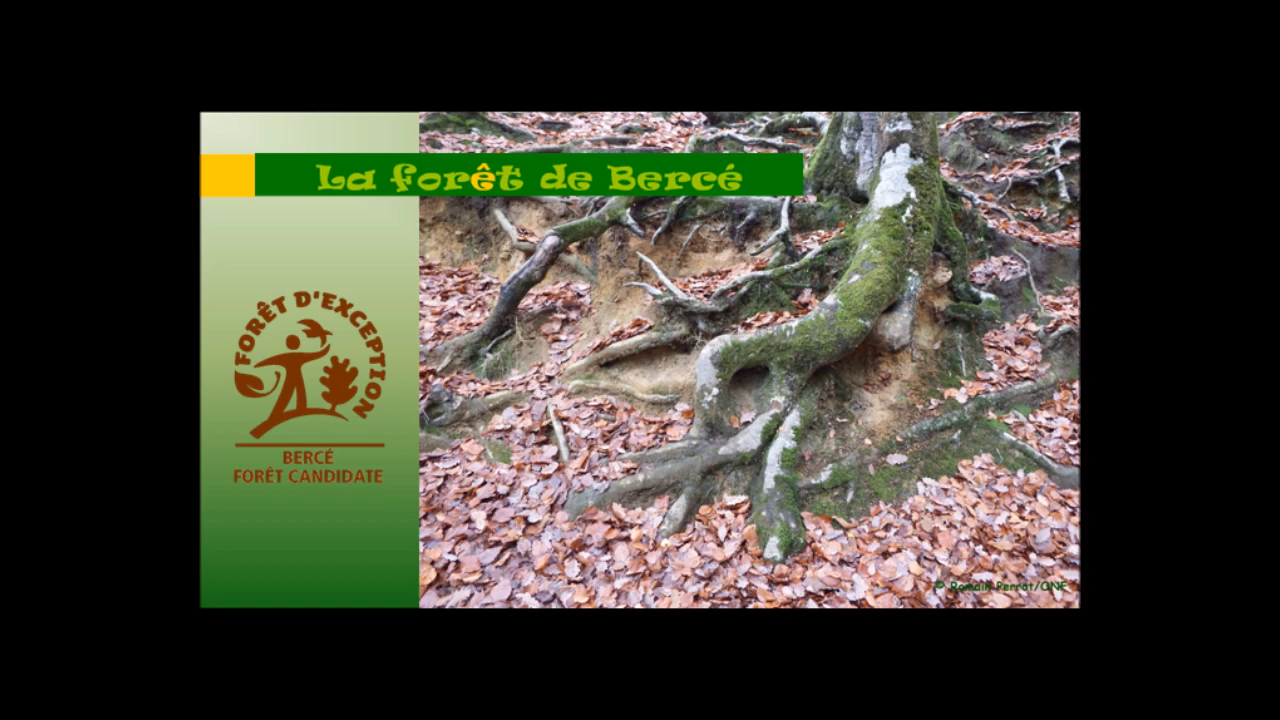 La forêt de Bercé
FORÊT D'EXCEPTION
BERCÉ
FORÊT CANDIDATE
© Romain Perrot/ONF